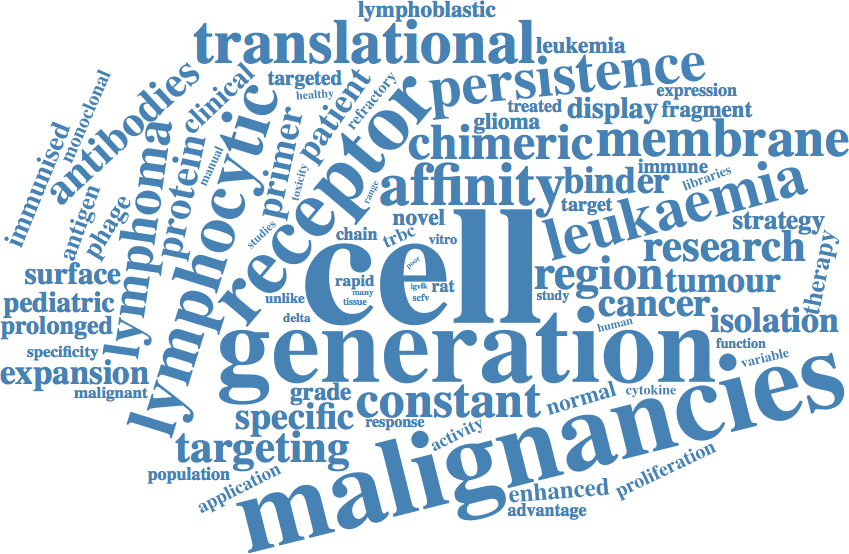 lymphoblastic
translational
leukemia
persistence
antibodies
clinical
targeted
healthy
patient
refractory
expression
treated
display
fragment
glioma
monoclonal
immunised
lymphoma
protein
manual
lymphocytic
primer
toxicity
receptor
chimeric
membrane
range
affinity
binder
immune
libraries
target
leukaemia
antigen
phage
studies
chain
trbc
novel
vitro
cell
strategy
research
therapy
surface
pediatric
prolonged
specificity
expansion
malignant
unlike
delta
rapid
many
tissue
poor
igvlk
scfv
rat
region
study
tumour
cancer
isolation
human
function
variable
generation
grade
constant
specific
response
targeting
population
application
activity
normal
cytokine
malignancies
enhanced
proliferation
advantage